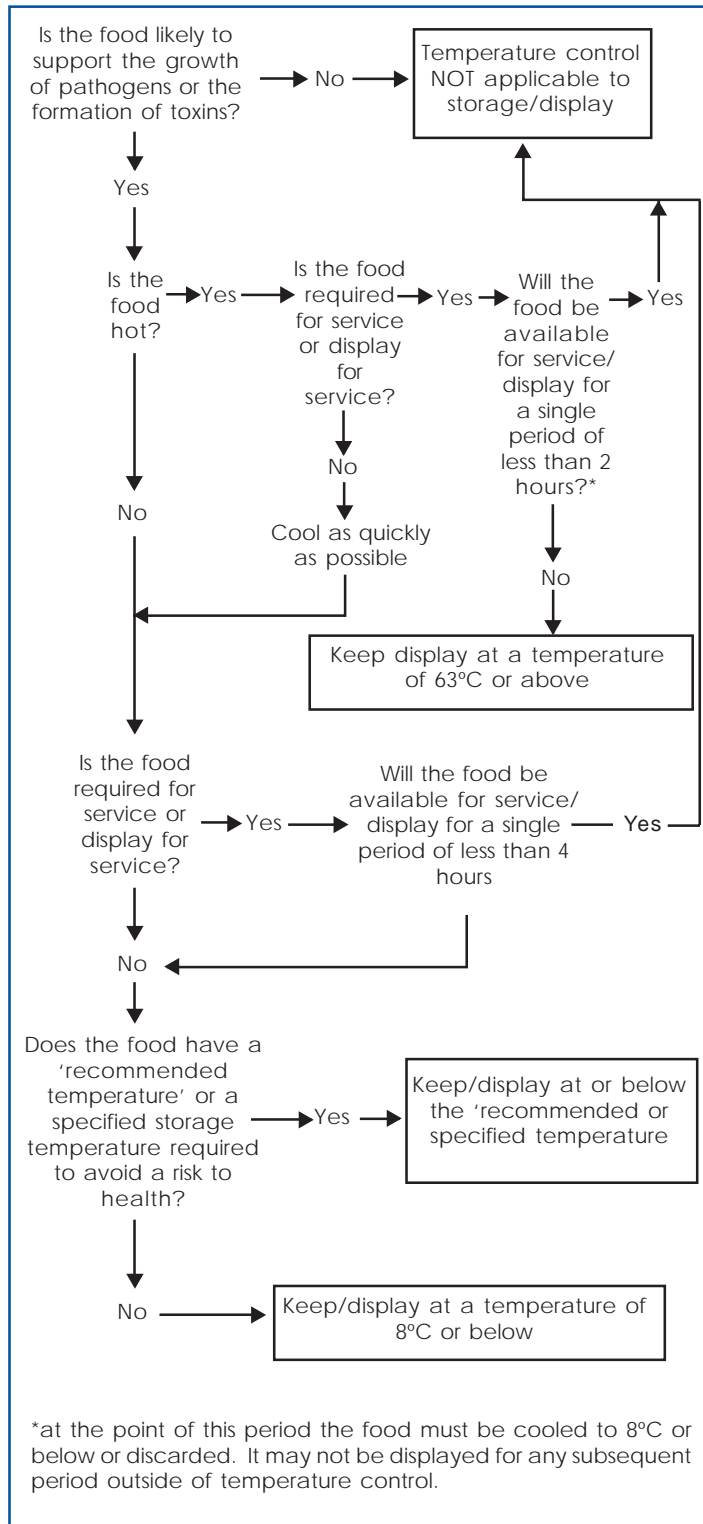 Is the food likely to
support the growth
of pathogens or the
formation of toxins?
No
Temperature control
NOT applicable to
storage/display
Yes
Is the
food
hot?
Yes
Is the food
required
for service
or display
for
service?
Yes
Will the
food be
available
for service/
display for
a single
period of
less than 2
hours?*
Yes
No
No
Cool as quickly
as possible
No
Keep display at a temperature
of 63ºC or above
Is the food
required for
service or
display for
service?
Yes
Will the food be
available for service/
display for a single
period of less than 4
hours
Yes
No
Does the food have a
‘recommended
temperature’ or a
specified storage
temperature required
to avoid a risk to
health?
Yes
Keep/display at or below
the ‘recommended or
specified temperature
No
Keep/display at a temperature of
8ºC or below
*at the point of this period the food must be cooled to 8ºC or
below or discarded. It may not be displayed for any subsequent
period outside of temperature control.